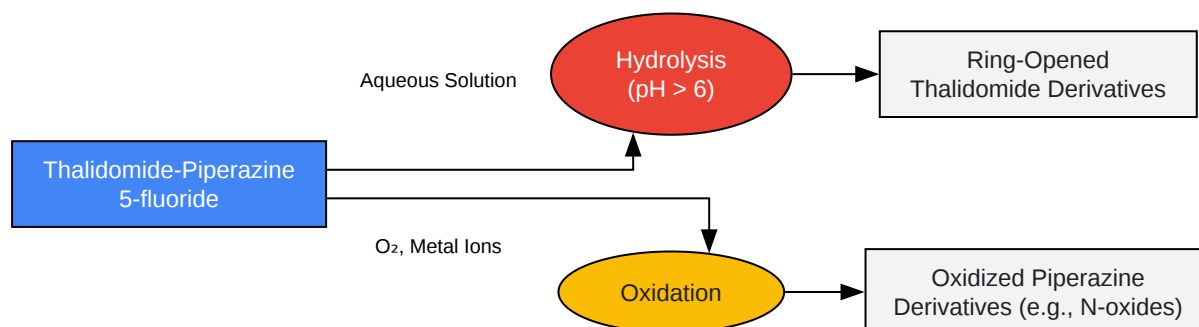 Hydrolysis
(pH > 6)
Ring-Opened
Thalidomide Derivatives
Aqueous Solution
Thalidomide-Piperazine
5-fluoride
O₂, Metal Ions
Oxidation
Oxidized Piperazine
Derivatives (e.g., N-oxides)